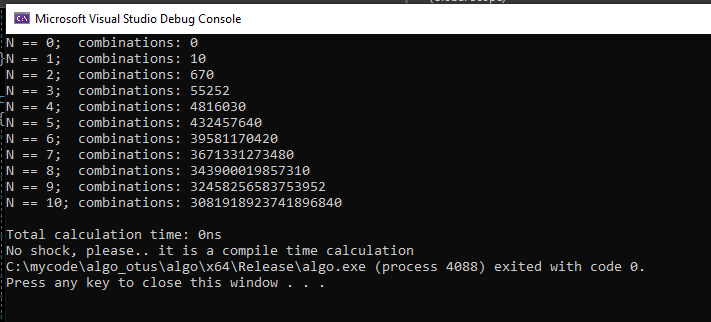 Microsoft Visual Studio Debug Console
N == 0;  combinations: 0
N == 1;  combinations: 10
N == 2;  combinations: 670
N == 3;  combinations: 55252
N == 4;  combinations: 4816030
N == 5;  combinations: 432457640
N == 6;  combinations: 39581170420
N == 7;  combinations: 3671331273480
N == 8;  combinations: 343900019857310
N == 9;  combinations: 32458256583753952
N == 10; combinations: 3081918923741896840
Total calculation time: 0ns
No shock, please.. it is a compile time calculation
C:\mycode\algo_otus\algo\x64\Release\algo.exe (process 4088) exited with code 0.
Press any key to close this window . . .